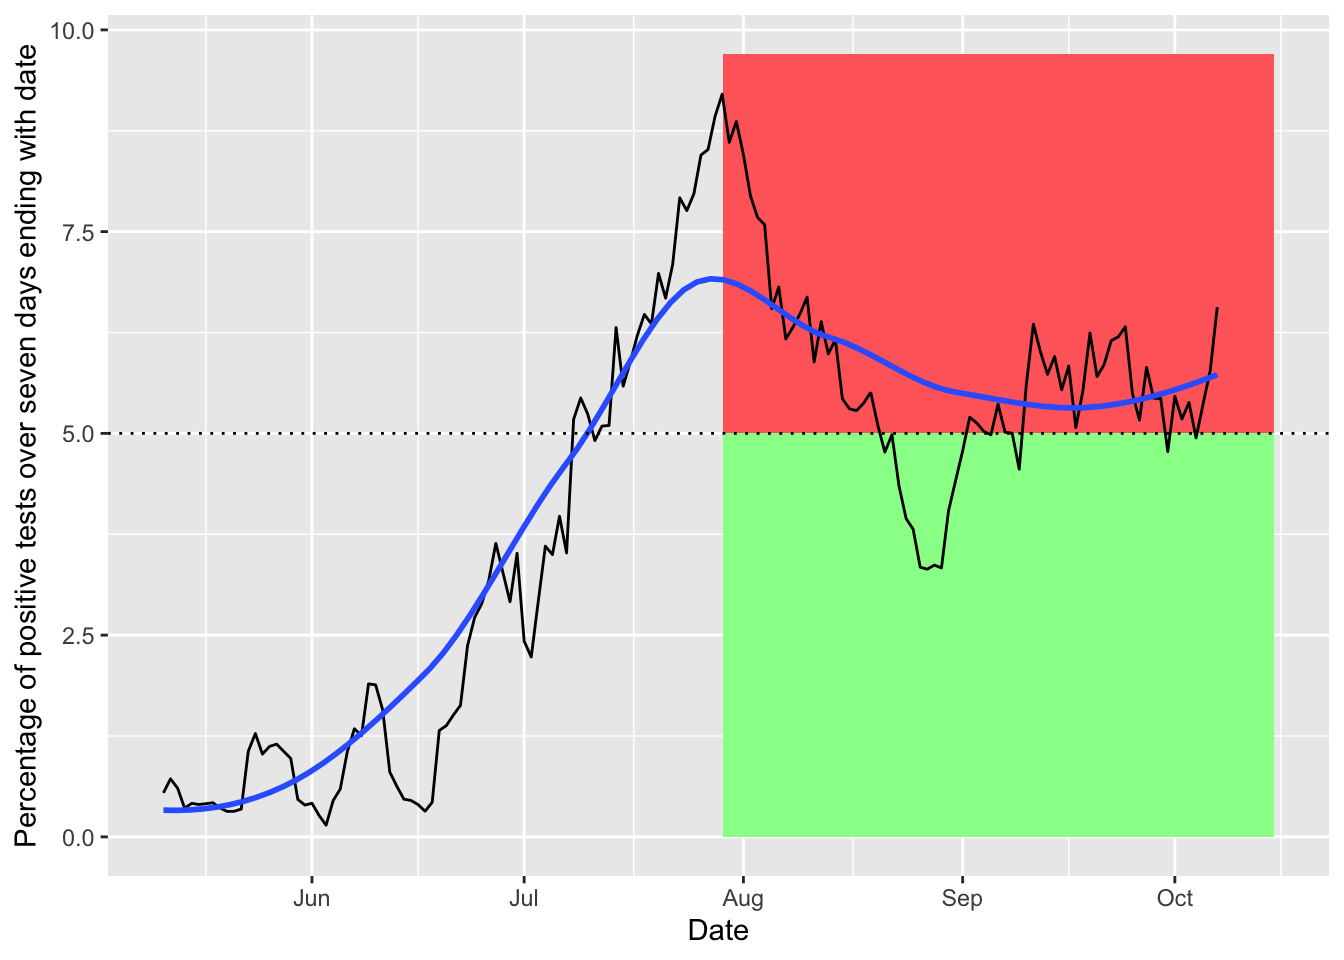 Percentage of positive tests over seven days ending with date
10.0
7.5
5.0
2.5
0.0
Jun Jul Aug Sep Oct
Date